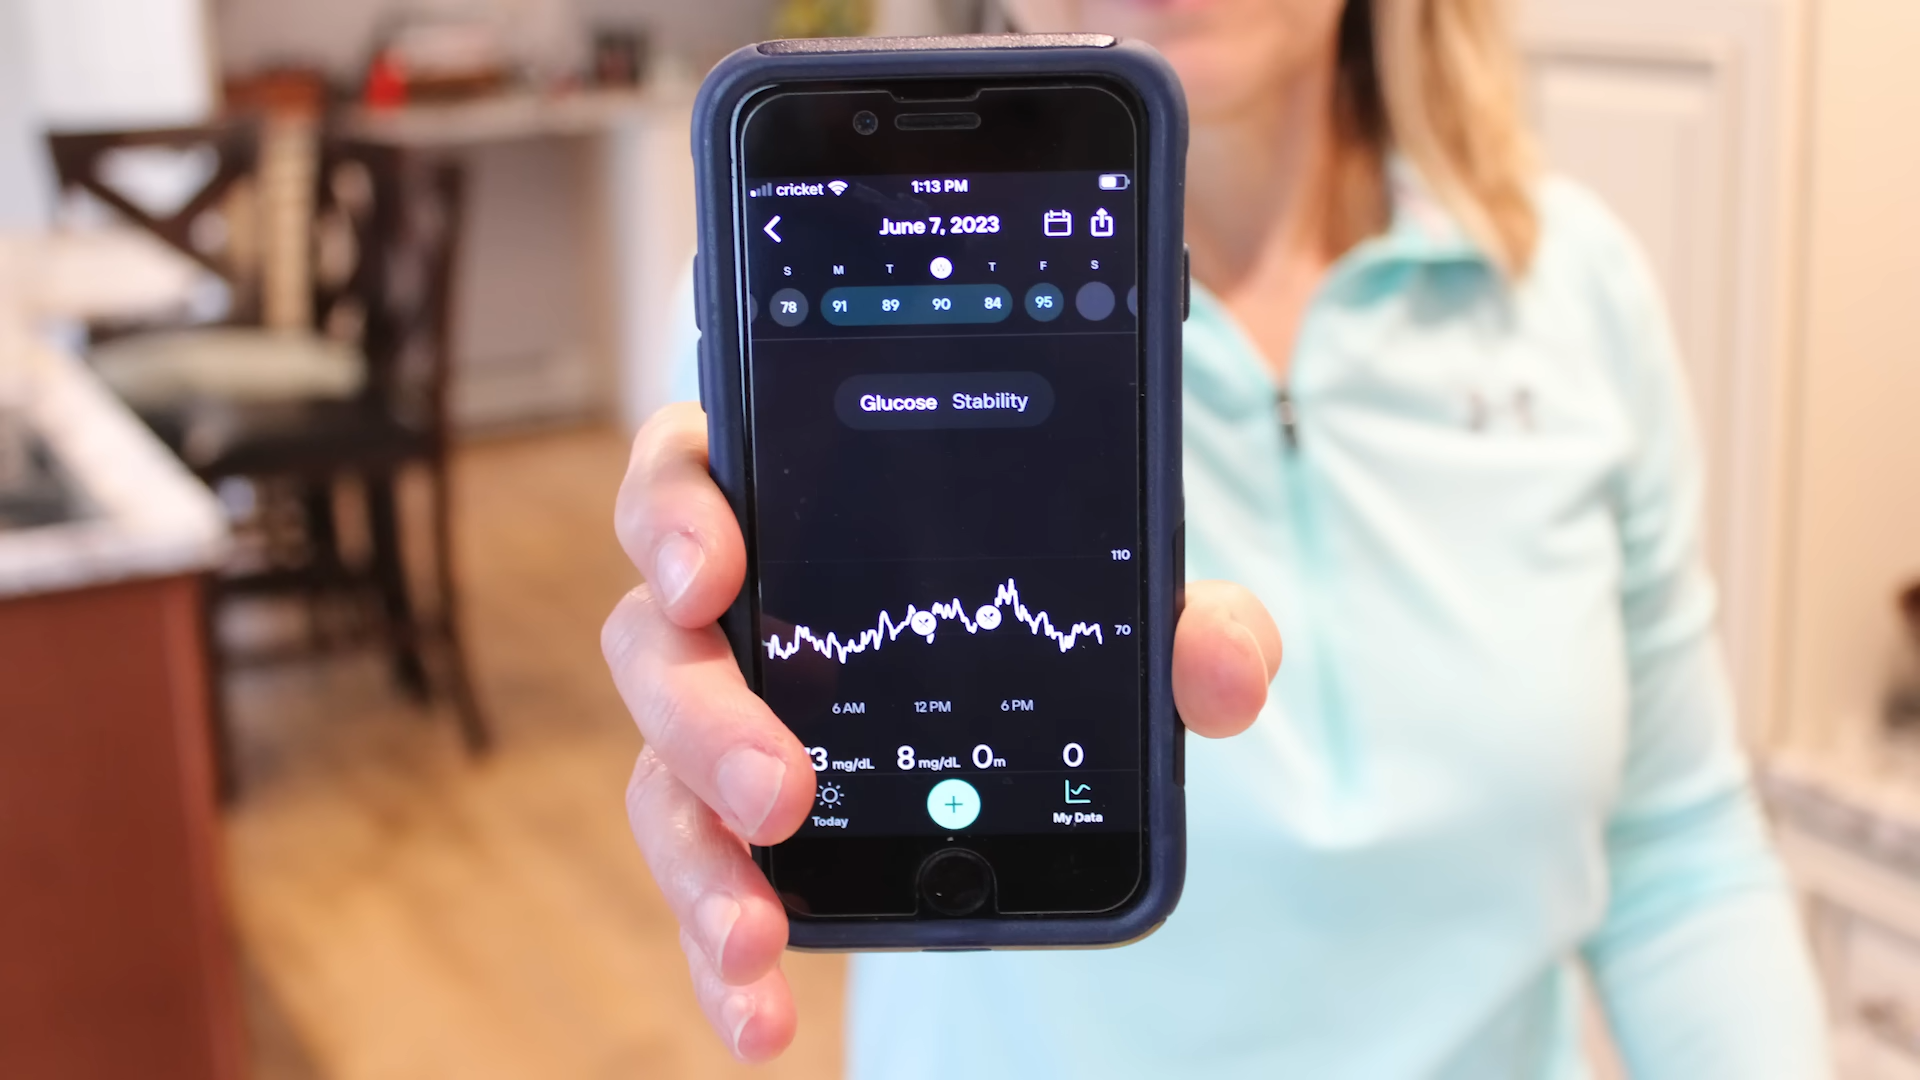 cricket 1:13 PM
June 7, 2023
S M T T F S
78 91 89 90 84 95
Glucose Stability
110
70
6 AM 12 PM 6 PM
3 mg/dL 8 mg/dL 0m 0
+
Today My Data